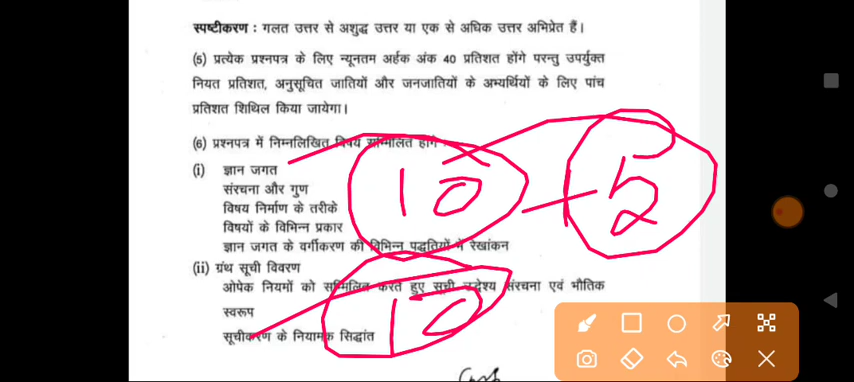 स्पष्टीकरण : गलत उत्तर से अशुद्ध उत्तर या एक से अधिक उत्तर अभिप्रेत हैं।
(5) प्रत्येक प्रश्नपत्र के लिए न्यूनतम अर्हक अंक 40 प्रतिशत होंगे परन्तु उपर्युक्त
नियत प्रतिशत, अनुसूचित जातियों और जनजातियों के अभ्यर्थियों के लिए पांच
प्रतिशत शिथिल किया जायेगा।
(6) प्रश्नपत्र में निम्नलिखित विषय सम्मिलित होंगे
(i) ज्ञान जगत
संरचना और गुण
विषय निर्माण के तरीके
विषयों के विभिन्न प्रकार
ज्ञान जगत के वर्गीकरण की विभिन्न पद्धतियों में रेखांकन
(ii) ग्रंथ सूची विवरण
ओपेक नियमों को सम्मिलित करते हुए सूची उद्देश्य संरचना एवं भौतिक
स्वरूप
सूचीकरण के नियामक सिद्धांत
10
10